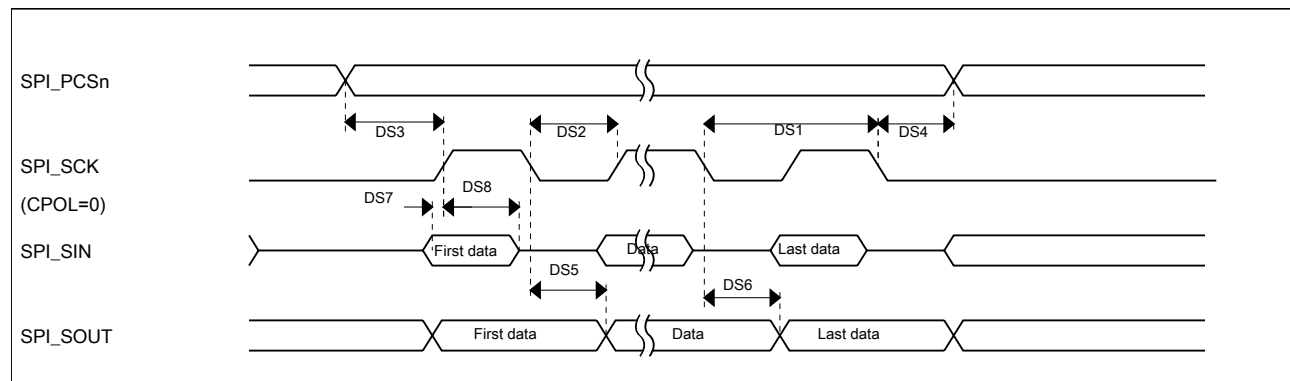 SPI_PCSn
DS3
DS2
DS1
DS4
SPI_SCK
(CPOL=0)
DS7
DS8
SPI_SIN
First data
Data
Last data
DS5
DS6
SPI_SOUT
First data
Data
Last data